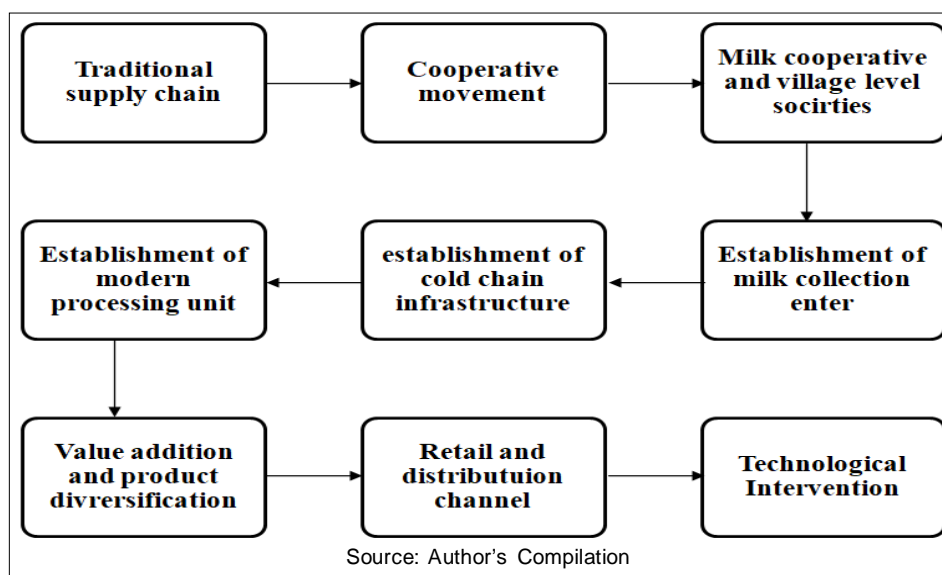 Traditional
supply chain
Cooperative
movement
Milk cooperative
and village level
socirties
Establishment of
milk collection
enter
establishment of
cold chain
infrastructure
Establishment of
modern
processing unit
Value addition
and product
divrersification
Retail and
distributuion
channel
Technological
Intervention
Source: Author's Compilation